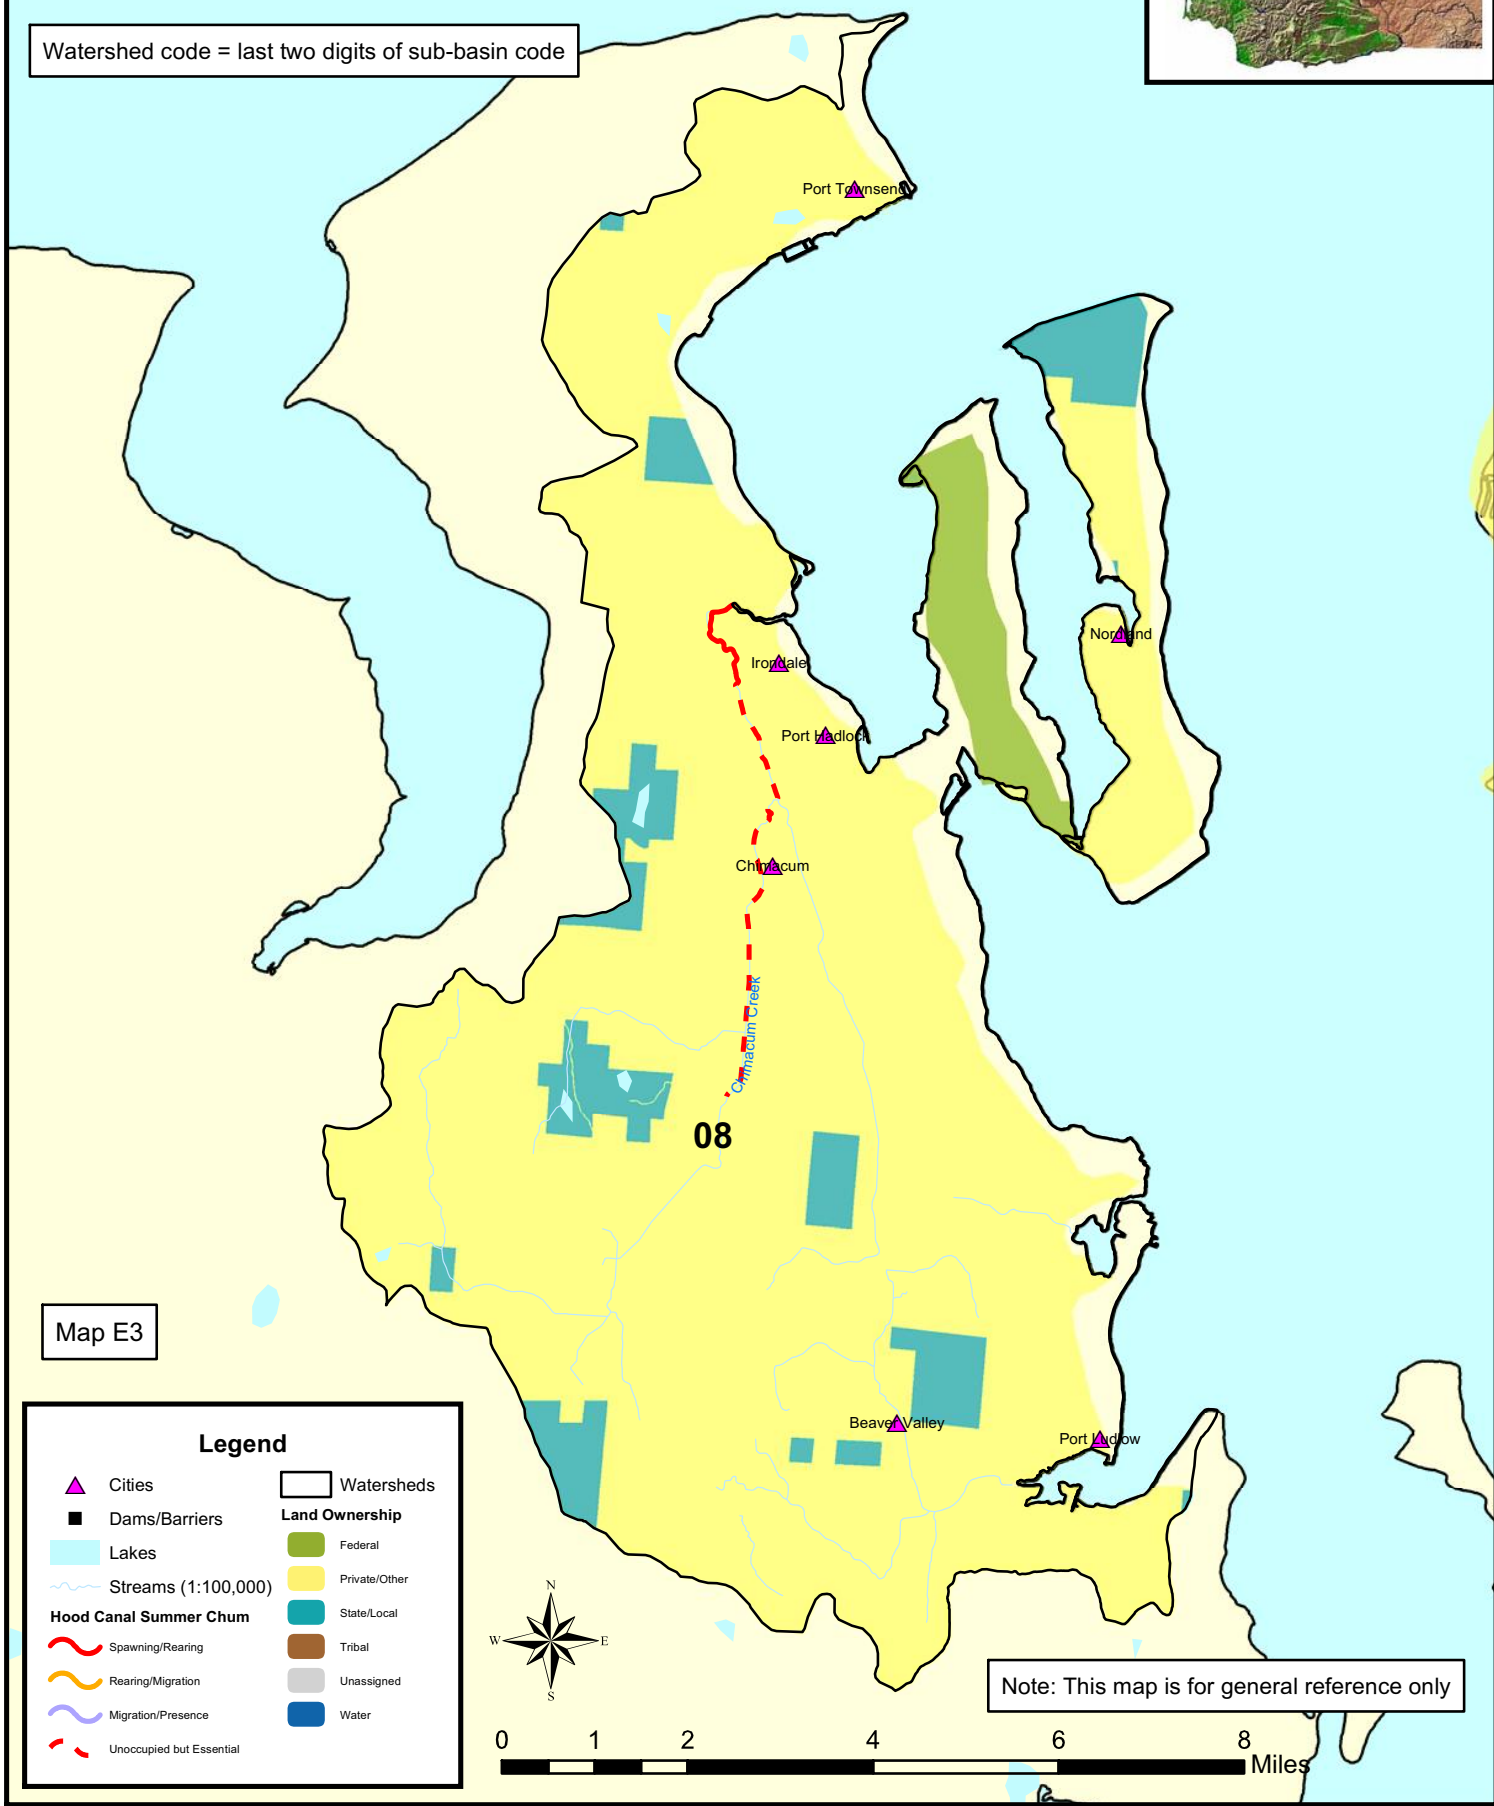 Watershed code = last two digits of sub-basin code
Port Townsend
Nordland
Irondale
Port Hadlock
Chimacum
Chimacum Creek
08
Map E3
Beaver Valley
Port Ludlow
Legend
Cities
Dams/Barriers
Lakes
Streams (1:100,000)
Hood Canal Summer Chum
Spawning/Rearing
Rearing/Migration
Migration/Presence
Unoccupied but Essential
Watersheds
Land Ownership
Federal
Private/Other
State/Local
Tribal
Unassigned
Water
N
W E
S
Note: This map is for general reference only
0 1 2 4 6 8
Miles